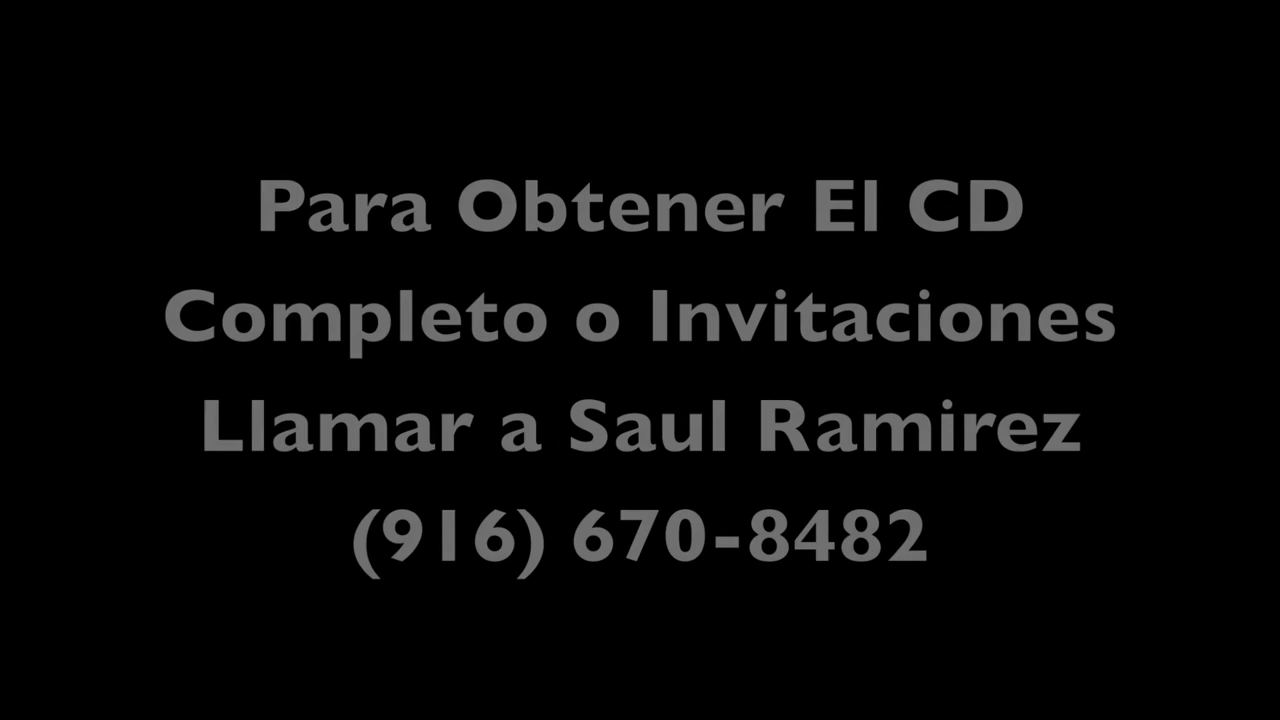 Para Obtener El CD
Completo o Invitaciones
Llamar a Saul Ramirez
(916) 670-8482